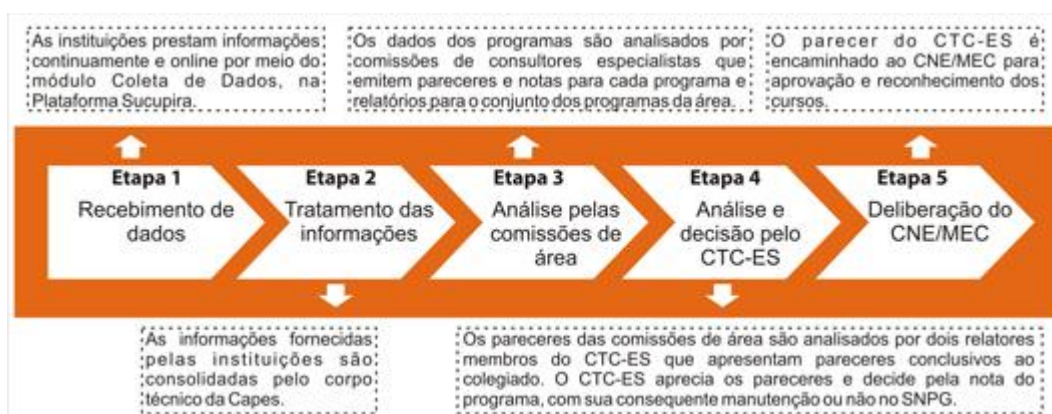 As instituições prestam informações
continuamente e online por meio do
módulo Coleta de Dados, na
Plataforma Sucupira.
Os dados dos programas são analisados por
comissões de consultores especialistas que
emitem pareceres e notas para cada programa e
relatórios para o conjunto dos programas da área.
O parecer do CTC-ES é
encaminhado ao CNE/MEC para
aprovação e reconhecimento dos
cursos.
Etapa 1
Recebimento de
dados
Etapa 2
Tratamento das
informações
Etapa 3
Análise pelas
comissões de
área
Etapa 4
Análise e
decisão pelo
CTC-ES
Etapa 5
Deliberação do
CNE/MEC
As informações fornecidas
pelas instituições são
consolidadas pelo corpo
técnico da Capes.
Os pareceres das comissões de área são analisados por dois relatores
membros do CTC-ES que apresentam pareceres conclusivos ao
colegiado. O CTC-ES aprecia os pareceres e decide pela nota do
programa, com sua consequente manutenção ou não no SNPG.